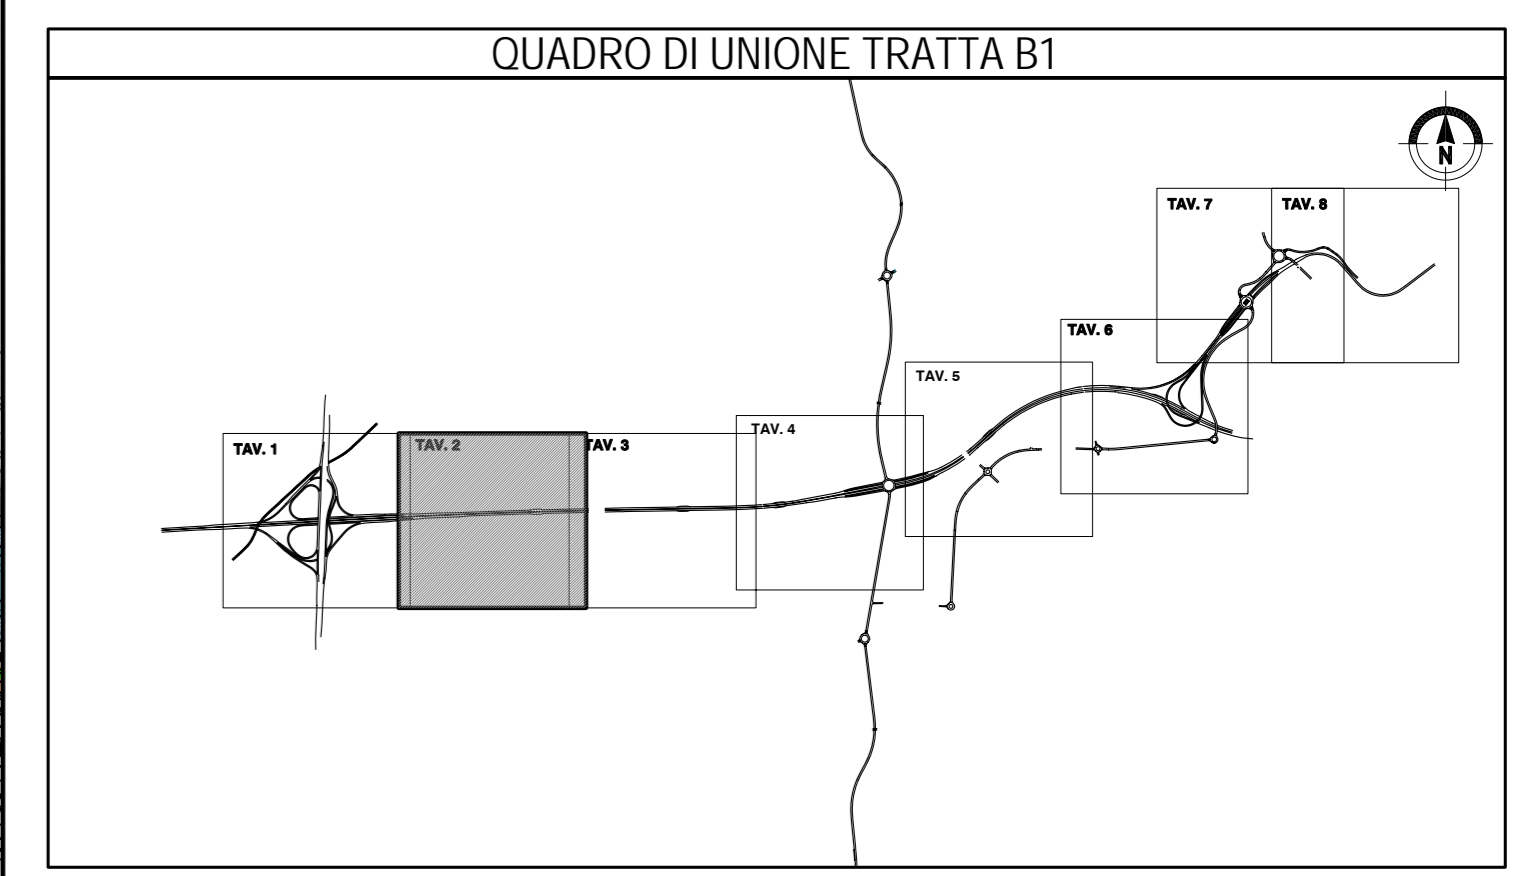 QUADRO DI UNIONE TRATTA B1
N
TAV. 7
TAV. 8
TAV. 6
TAV. 5
TAV. 4
TAV. 1
TAV. 2
TAV. 3